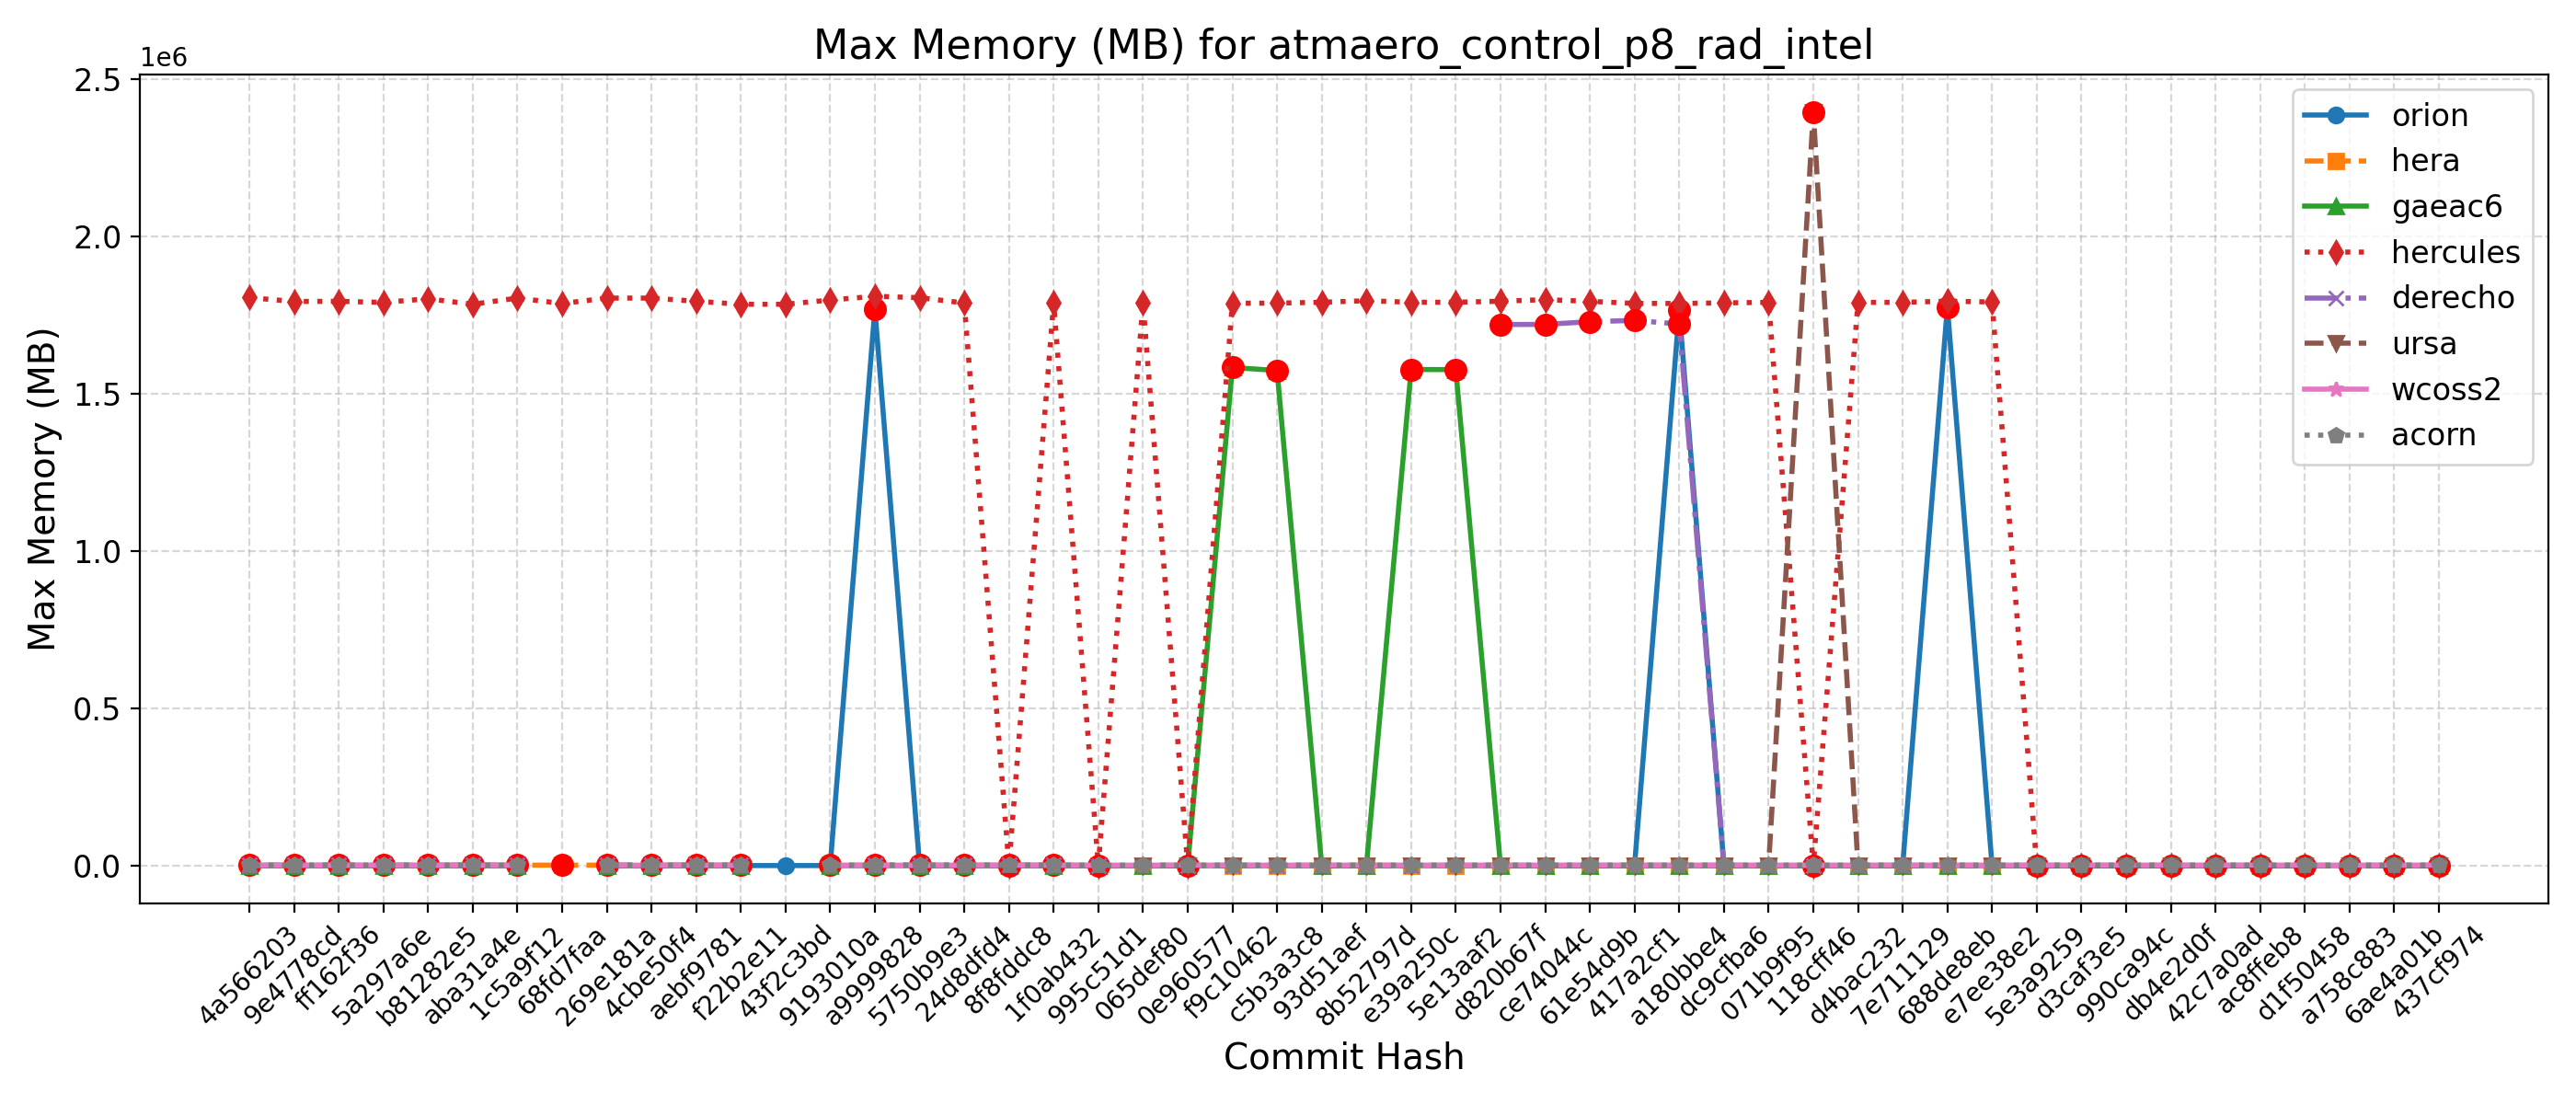 Max Memory (MB) for atmaero_control_p8_rad_intel
1e6
2.5
2.0
1.5
1.0
0.5
0.0
Max Memory (MB)
orion
hera
gaeac6
hercules
derecho
ursa
wcoss2
acorn
4a566203
9e4778cd
ff162f36
5a297a6e
b81282e5
aba31a4e
1c5a9f12
68fd7faa
269e181a
4cbe50f4
aebf9781
f22b2e11
43f2c3bd
9193010a
a9999828
5750b9e3
24d8dfd4
8f8fddc8
1f0ab432
995c51d1
065def80
0e960577
f9c10462
c5b3a3c8
93d51aef
8b52797d
e39a250c
5e13aaf2
d820b67f
ce74044c
61e54d9b
417a2cf1
a180bbe4
dc9cfba6
071b9f95
118cff46
d4bac232
7e711129
688de8eb
e7ee38e2
5e3a9259
d3caf3e5
990ca94c
db4e2d0f
42c7a0ad
ac8ffeb8
d1f50458
a758c883
6ae4a01b
437cf974
Commit Hash